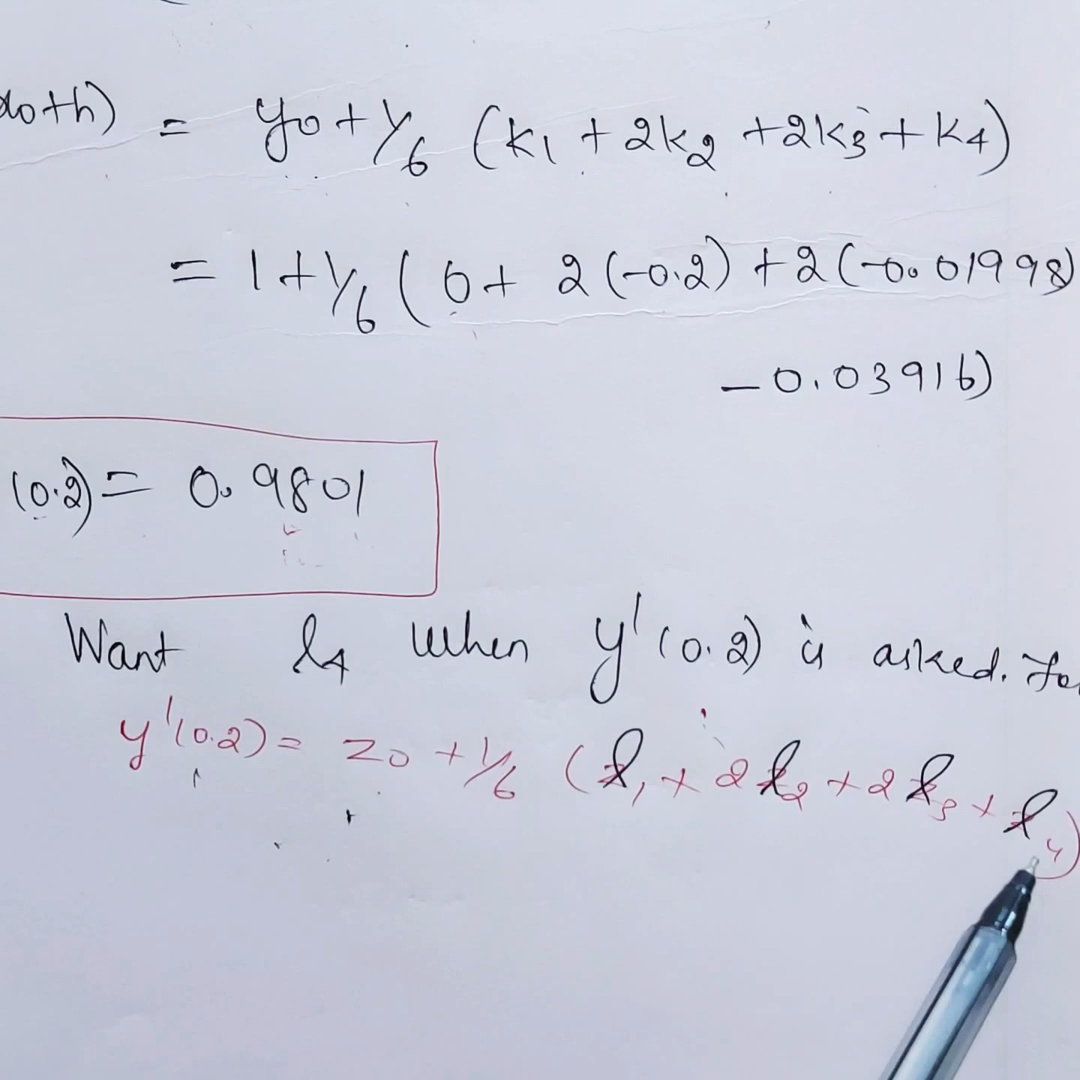 x0+h) = y0 + 1/6 (k1 + 2k2 + 2k3 + k4)
= 1 + 1/6 ( 0 + 2 (-0.2) + 2 (-0.01998)
- 0.03916)
(0.2) = 0.9801
Want l4 when y'(0.2) is asked. for
y'(0.2) = z0 + 1/6 (l1 + 2l2 + 2l3 + l4)